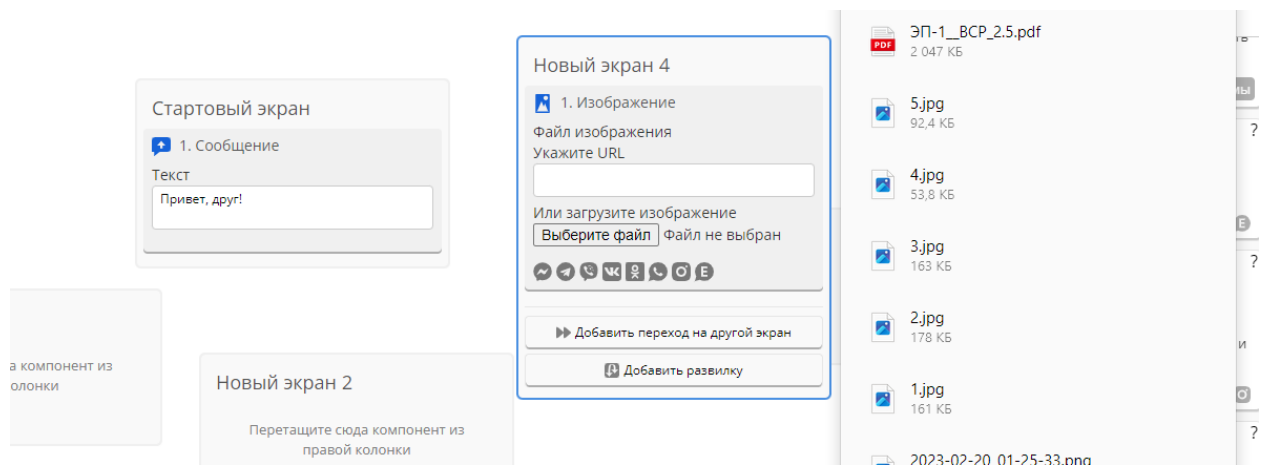 Стартовый экран
1. Сообщение
Текст
Привет, друг!
а компонент из
олонки
Новый экран 2
Перетащите сюда компонент из
правой колонки
Новый экран 4
1. Изображение
Файл изображения
Укажите URL
Или загрузите изображение
Выберите файл Файл не выбран
Добавить переход на другой экран
Добавить развилку
PDF
ЭП-1__ВСР_2.5.pdf
2 047 КБ
5.jpg
92,4 КБ
4.jpg
53,8 КБ
3.jpg
163 КБ
2.jpg
178 КБ
1.jpg
161 КБ
2023-02-20_01-25-33.png
мы
?
E
?
и
?